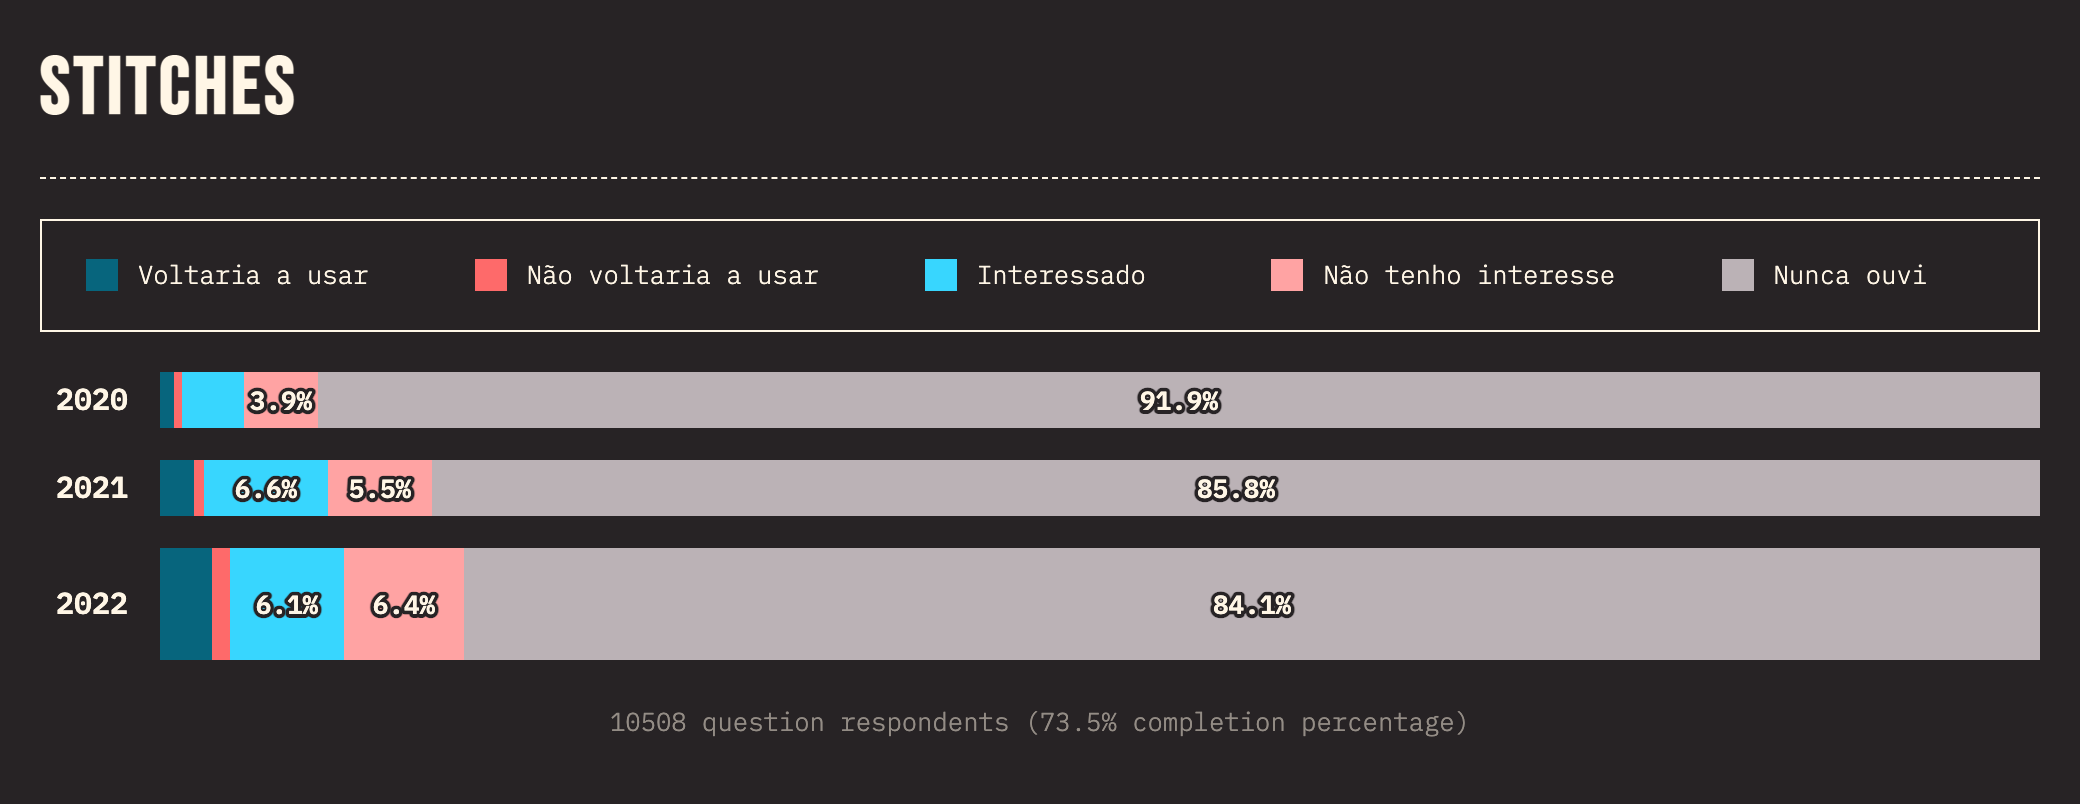 STITCHES
Voltaria a usar Não voltaria a usar Interessado Não tenho interesse Nunca ouvi
2020 3.9% 91.9%
2021 6.6% 5.5% 85.8%
2022 6.1% 6.4% 84.1%
10508 question respondents (73.5% completion percentage)